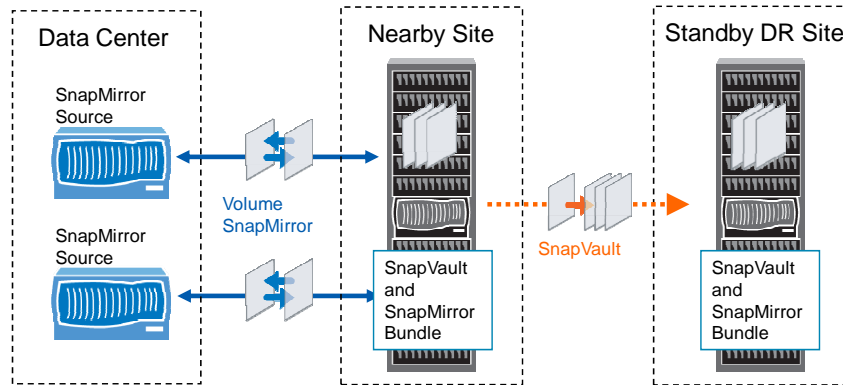 Data Center
Nearby Site
Standby DR Site
SnapMirror
Source
Volume
SnapMirror
SnapVault
SnapMirror
Source
SnapVault
and
SnapMirror
Bundle
SnapVault
and
SnapMirror
Bundle